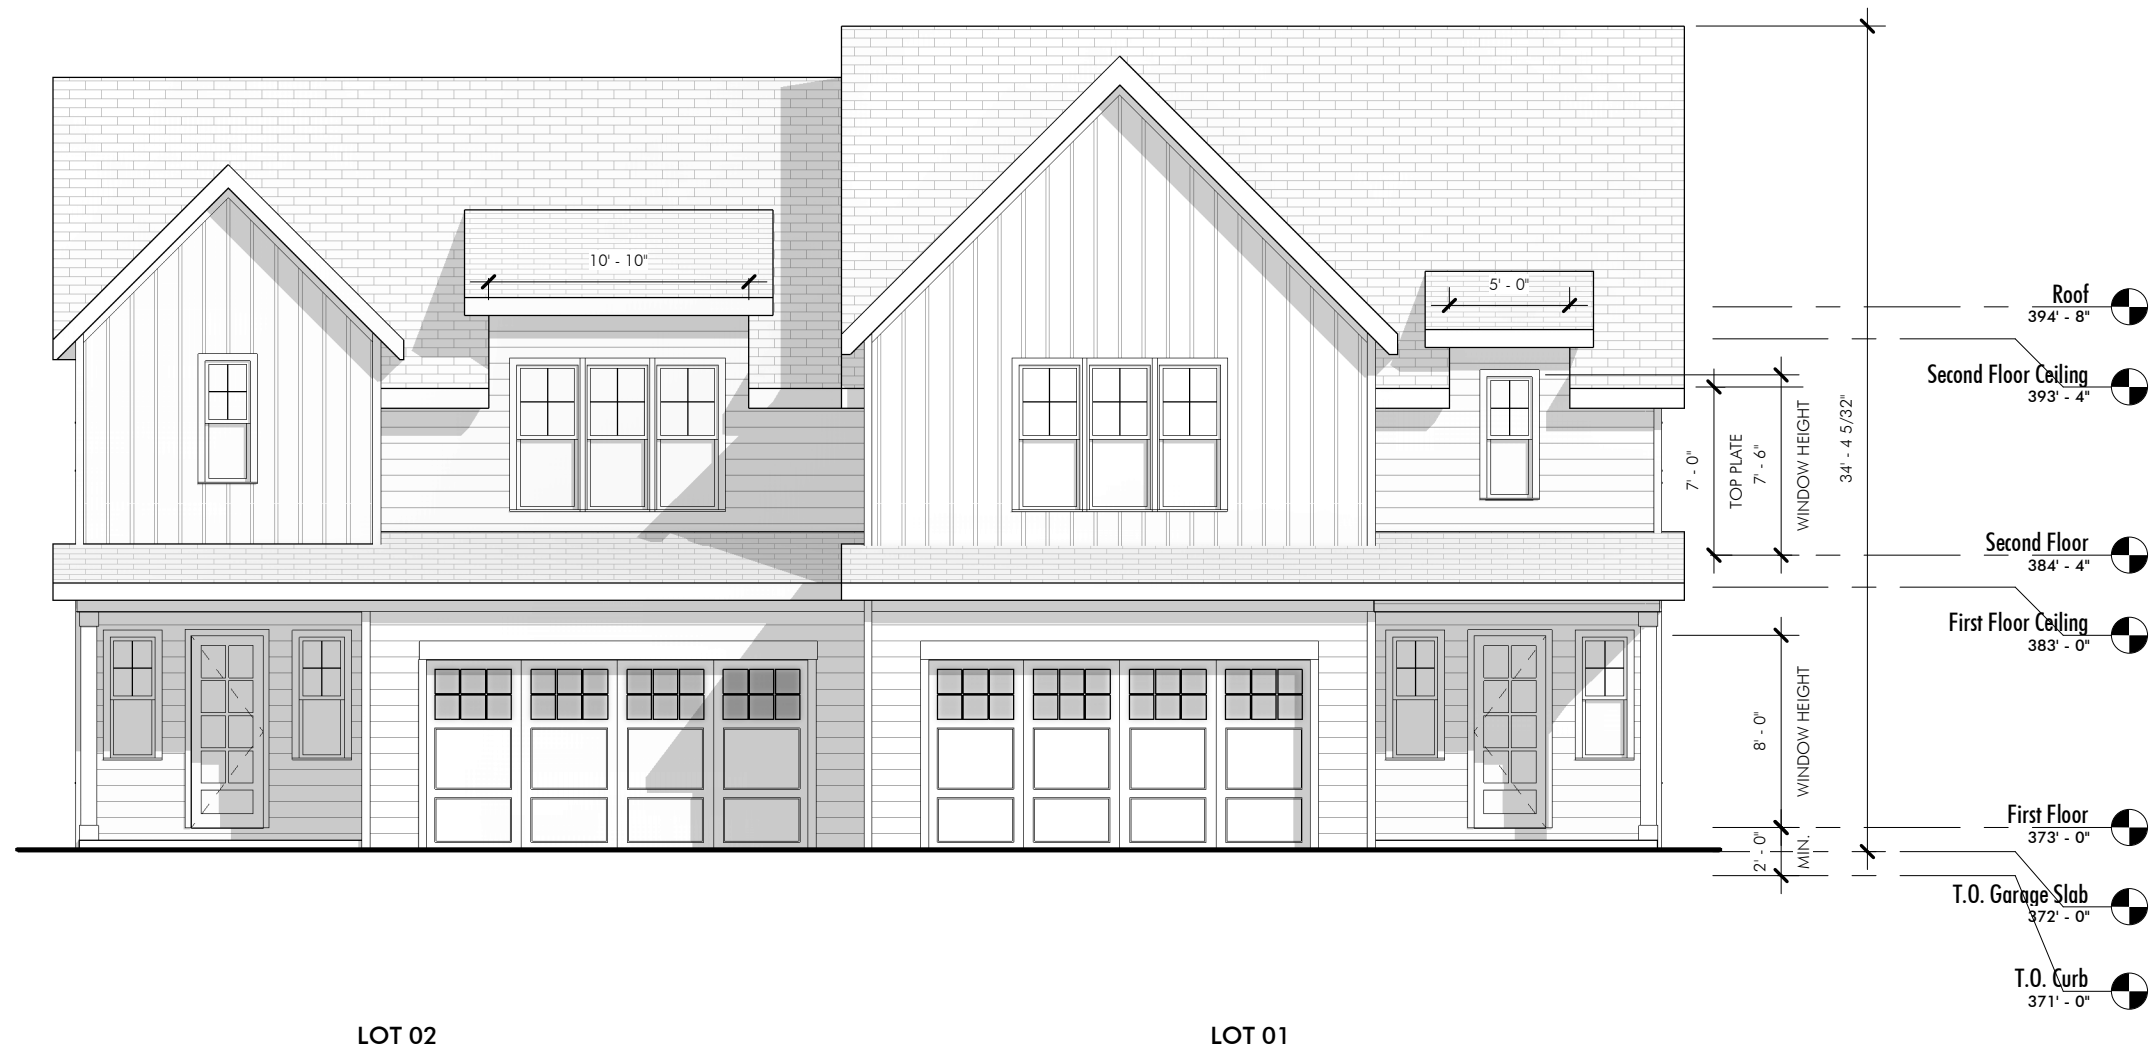 10' - 10"
5' - 0"
Roof
394' - 8"
Second Floor Ceiling
393' - 4"
7' - 0"
TOP PLATE
7' - 6"
WINDOW HEIGHT
34' - 4 5/32"
Second Floor
384' - 4"
First Floor Ceiling
383' - 0"
8' - 0"
WINDOW HEIGHT
First Floor
373' - 0"
2' - 0"
MIN.
T.O. Garage Slab
372' - 0"
T.O. Curb
371' - 0"
LOT 02
LOT 01